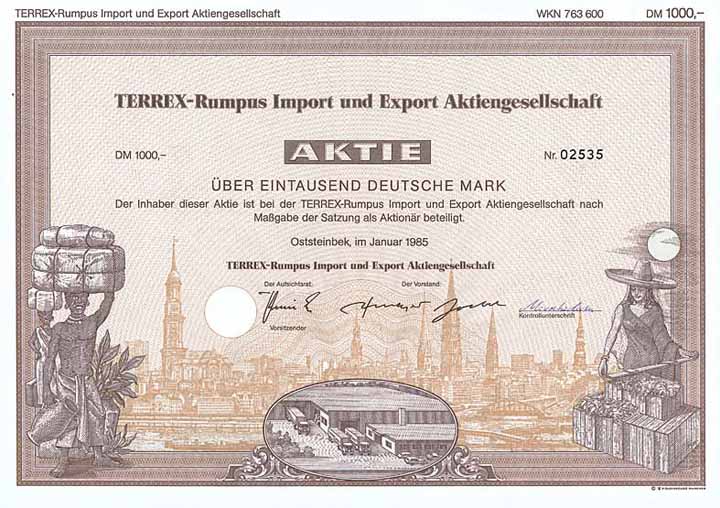 TERREX-Rumpus Import und Export Aktiengesellschaft WKN 763 600 DM 1000,–
TERREX-Rumpus Import und Export Aktiengesellschaft
DM 1000,– AKTIE Nr. 02535
ÜBER EINTAUSEND DEUTSCHE MARK
Der Inhaber dieser Aktie ist bei der TERREX-Rumpus Import und Export Aktiengesellschaft nach
Maßgabe der Satzung als Aktionär beteiligt.
Oststeinbek, im Januar 1985
TERREX-Rumpus Import und Export Aktiengesellschaft
Der Aufsichtsrat: Der Vorstand:
Vorsitzender
Kontrollunterschrift